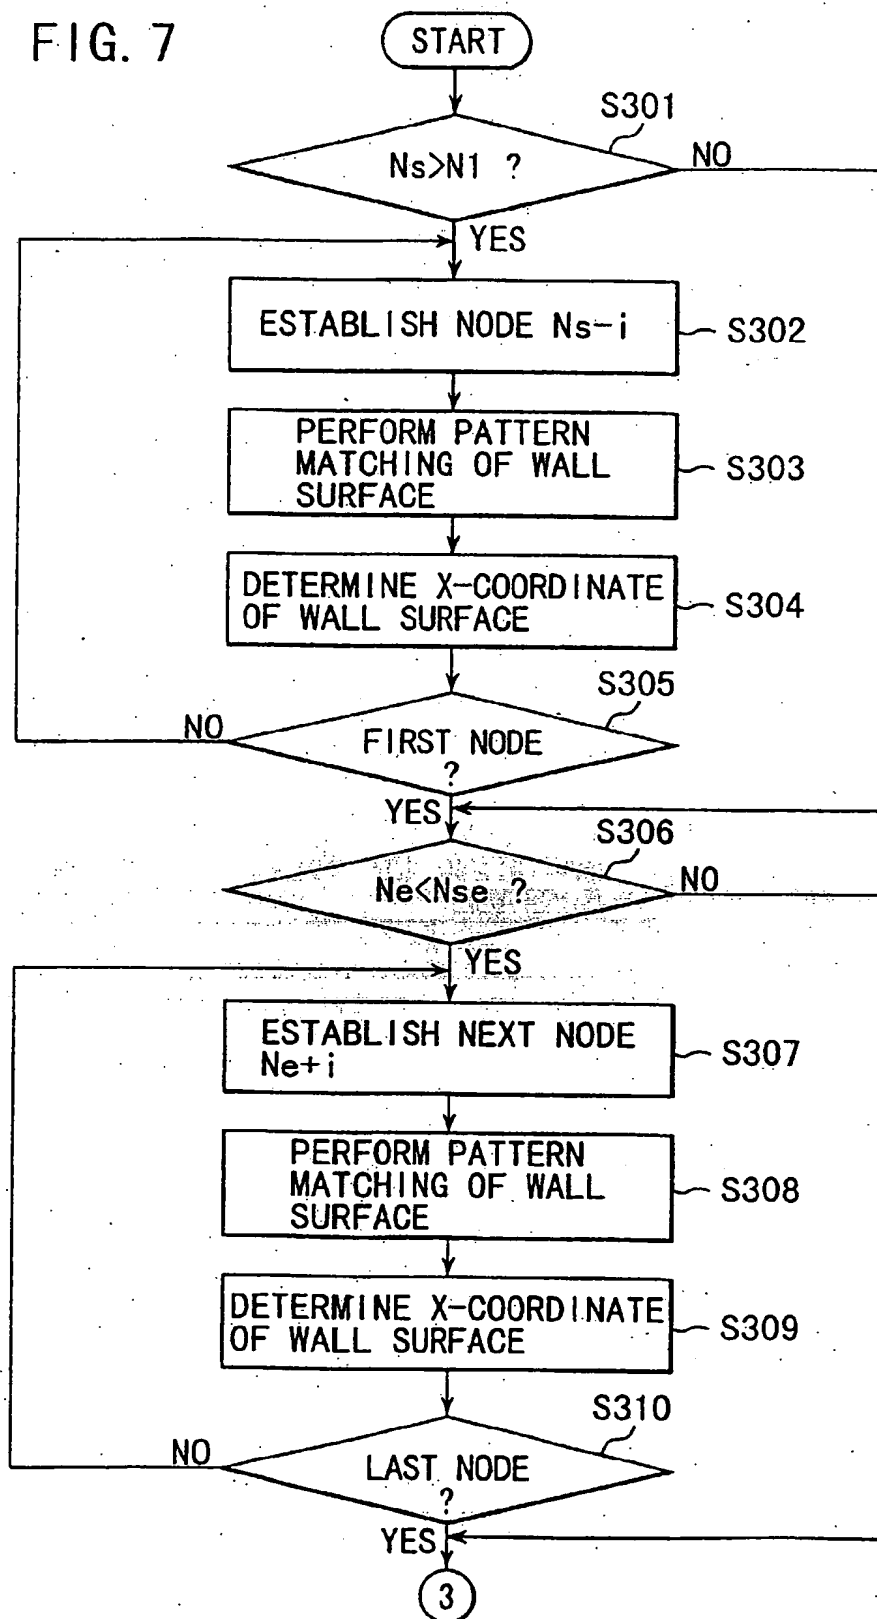 FIG. 7
START
S301
Ns>N1 ?
NO
YES
ESTABLISH NODE Ns-i
S302
PERFORM PATTERN
MATCHING OF WALL
SURFACE
S303
DETERMINE X-COORDINATE
OF WALL SURFACE
S304
S305
NO
FIRST NODE
?
YES
S306
Ne<Nse ?
NO
YES
ESTABLISH NEXT NODE
Ne+i
S307
PERFORM PATTERN
MATCHING OF WALL
SURFACE
S308
DETERMINE X-COORDINATE
OF WALL SURFACE
S309
S310
NO
LAST NODE
?
YES
3